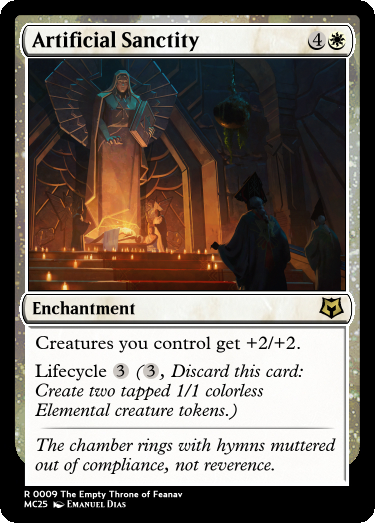 Artificial Sanctity 4
Enchantment
Creatures you control get +2/+2.
Lifecycle 3 (3, Discard this card:
Create two tapped 1/1 colorless
Elemental creature tokens.)
The chamber rings with hymns muttered
out of compliance, not reverence.
R 0009 The Empty Throne of Feanav
MC25 Emanuel Dias